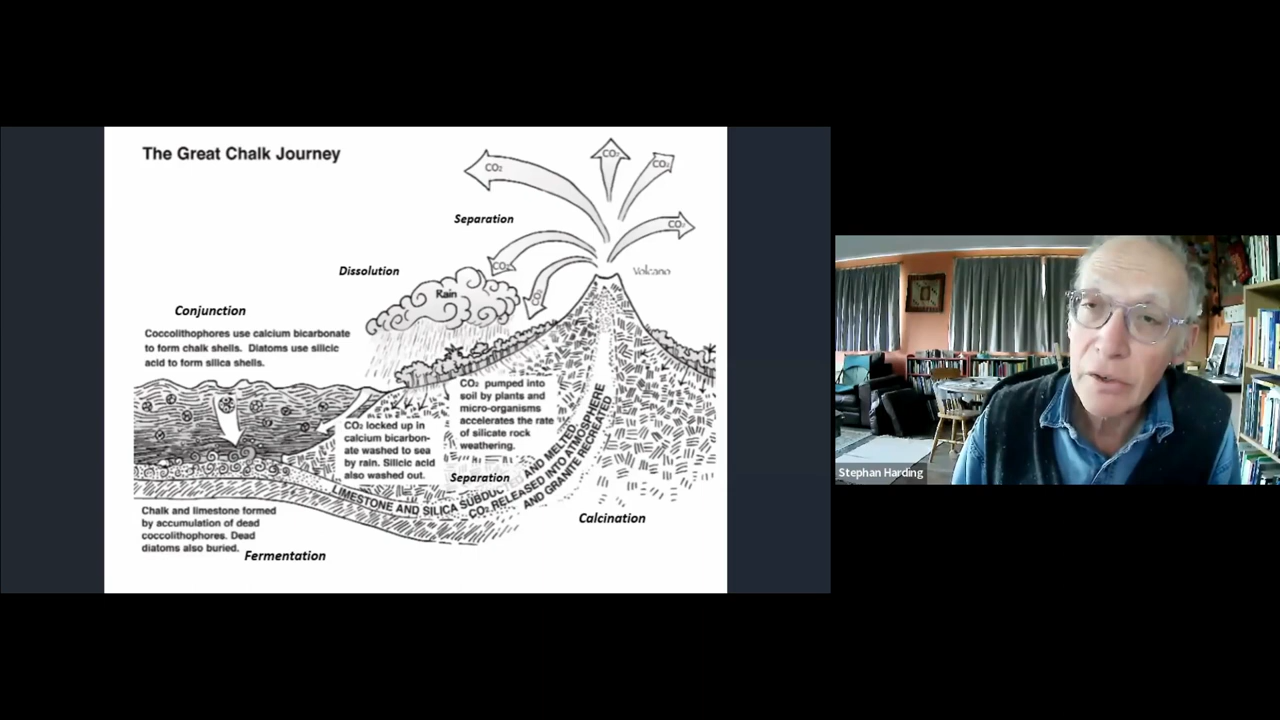 The Great Chalk Journey
CO₂
CO₂
CO₂
CO₂
Separation
CO₂
CO₂
Volcano
Dissolution
Rain
Conjunction
Coccolithophores use calcium bicarbonate
to form chalk shells. Diatoms use silicic
acid to form silica shells.
CO₂ pumped into
soil by plants and
micro-organisms
accelerates the rate
of silicate rock
weathering.
CO₂ locked up in
calcium bicarbon-
ate washed to sea
by rain. Silicic acid
also washed out.
Separation
LIMESTONE AND SILICA SUBDUCTED AND MELTED,
CO₂ RELEASED INTO ATMOSPHERE
AND GRANITE RECREATED
Calcination
Chalk and limestone formed
by accumulation of dead
coccolithophores. Dead
diatoms also buried.
Fermentation
Stephan Harding